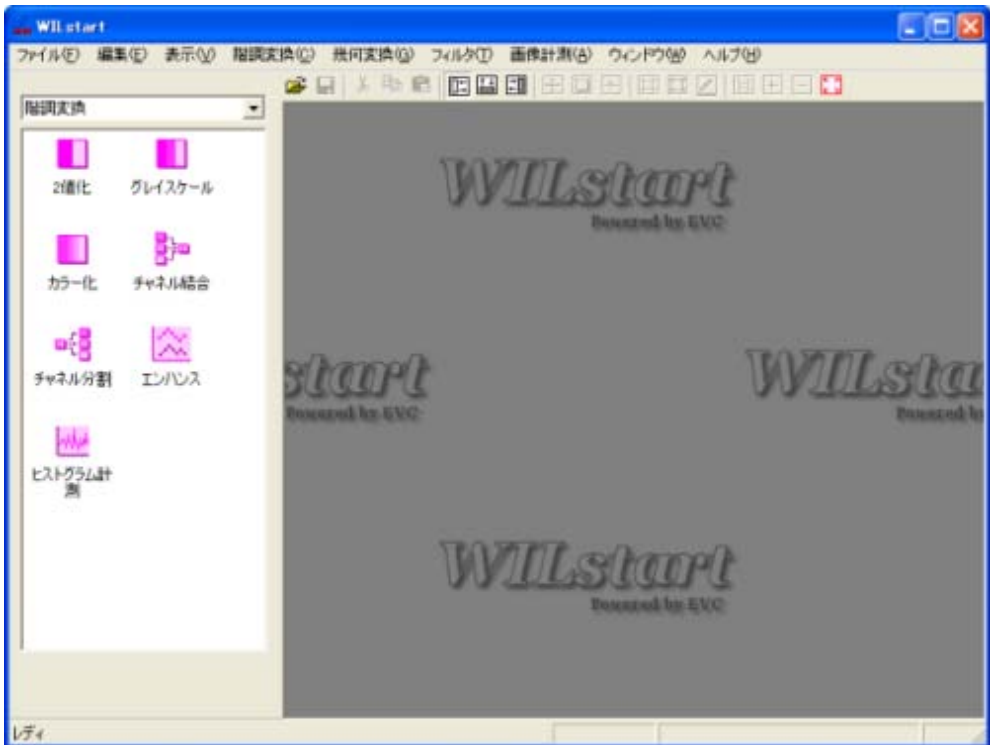 WILstart
ファイル(F) 編集(E) 表示(V) 階調変換(C) 幾何変換(G) フィルタ(T) 画像計測(A) ウィンドウ(W) ヘルプ(H)
階調変換
2値化 グレイスケール
カラー化 チャネル結合
チャネル分割 エンハンス
ヒストグラム計
測
WILstart
Powered by EVC
start WILsta
Powered by EVC Powered b
WILstart
Powered by EVC
レディ